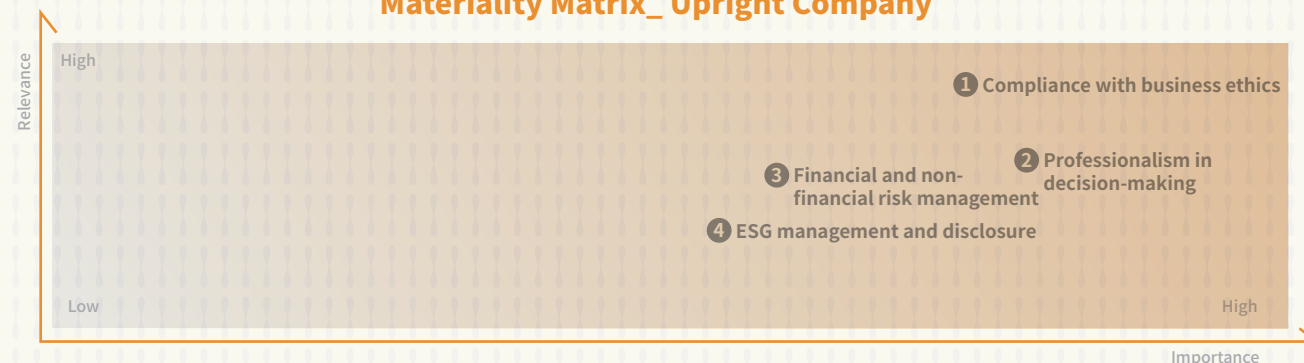 Materiality Matrix_ Upright Company
Relevance
High
1 Compliance with business ethics
2 Professionalism in
decision-making
3 Financial and non-
financial risk management
4 ESG management and disclosure
Low
High
Importance